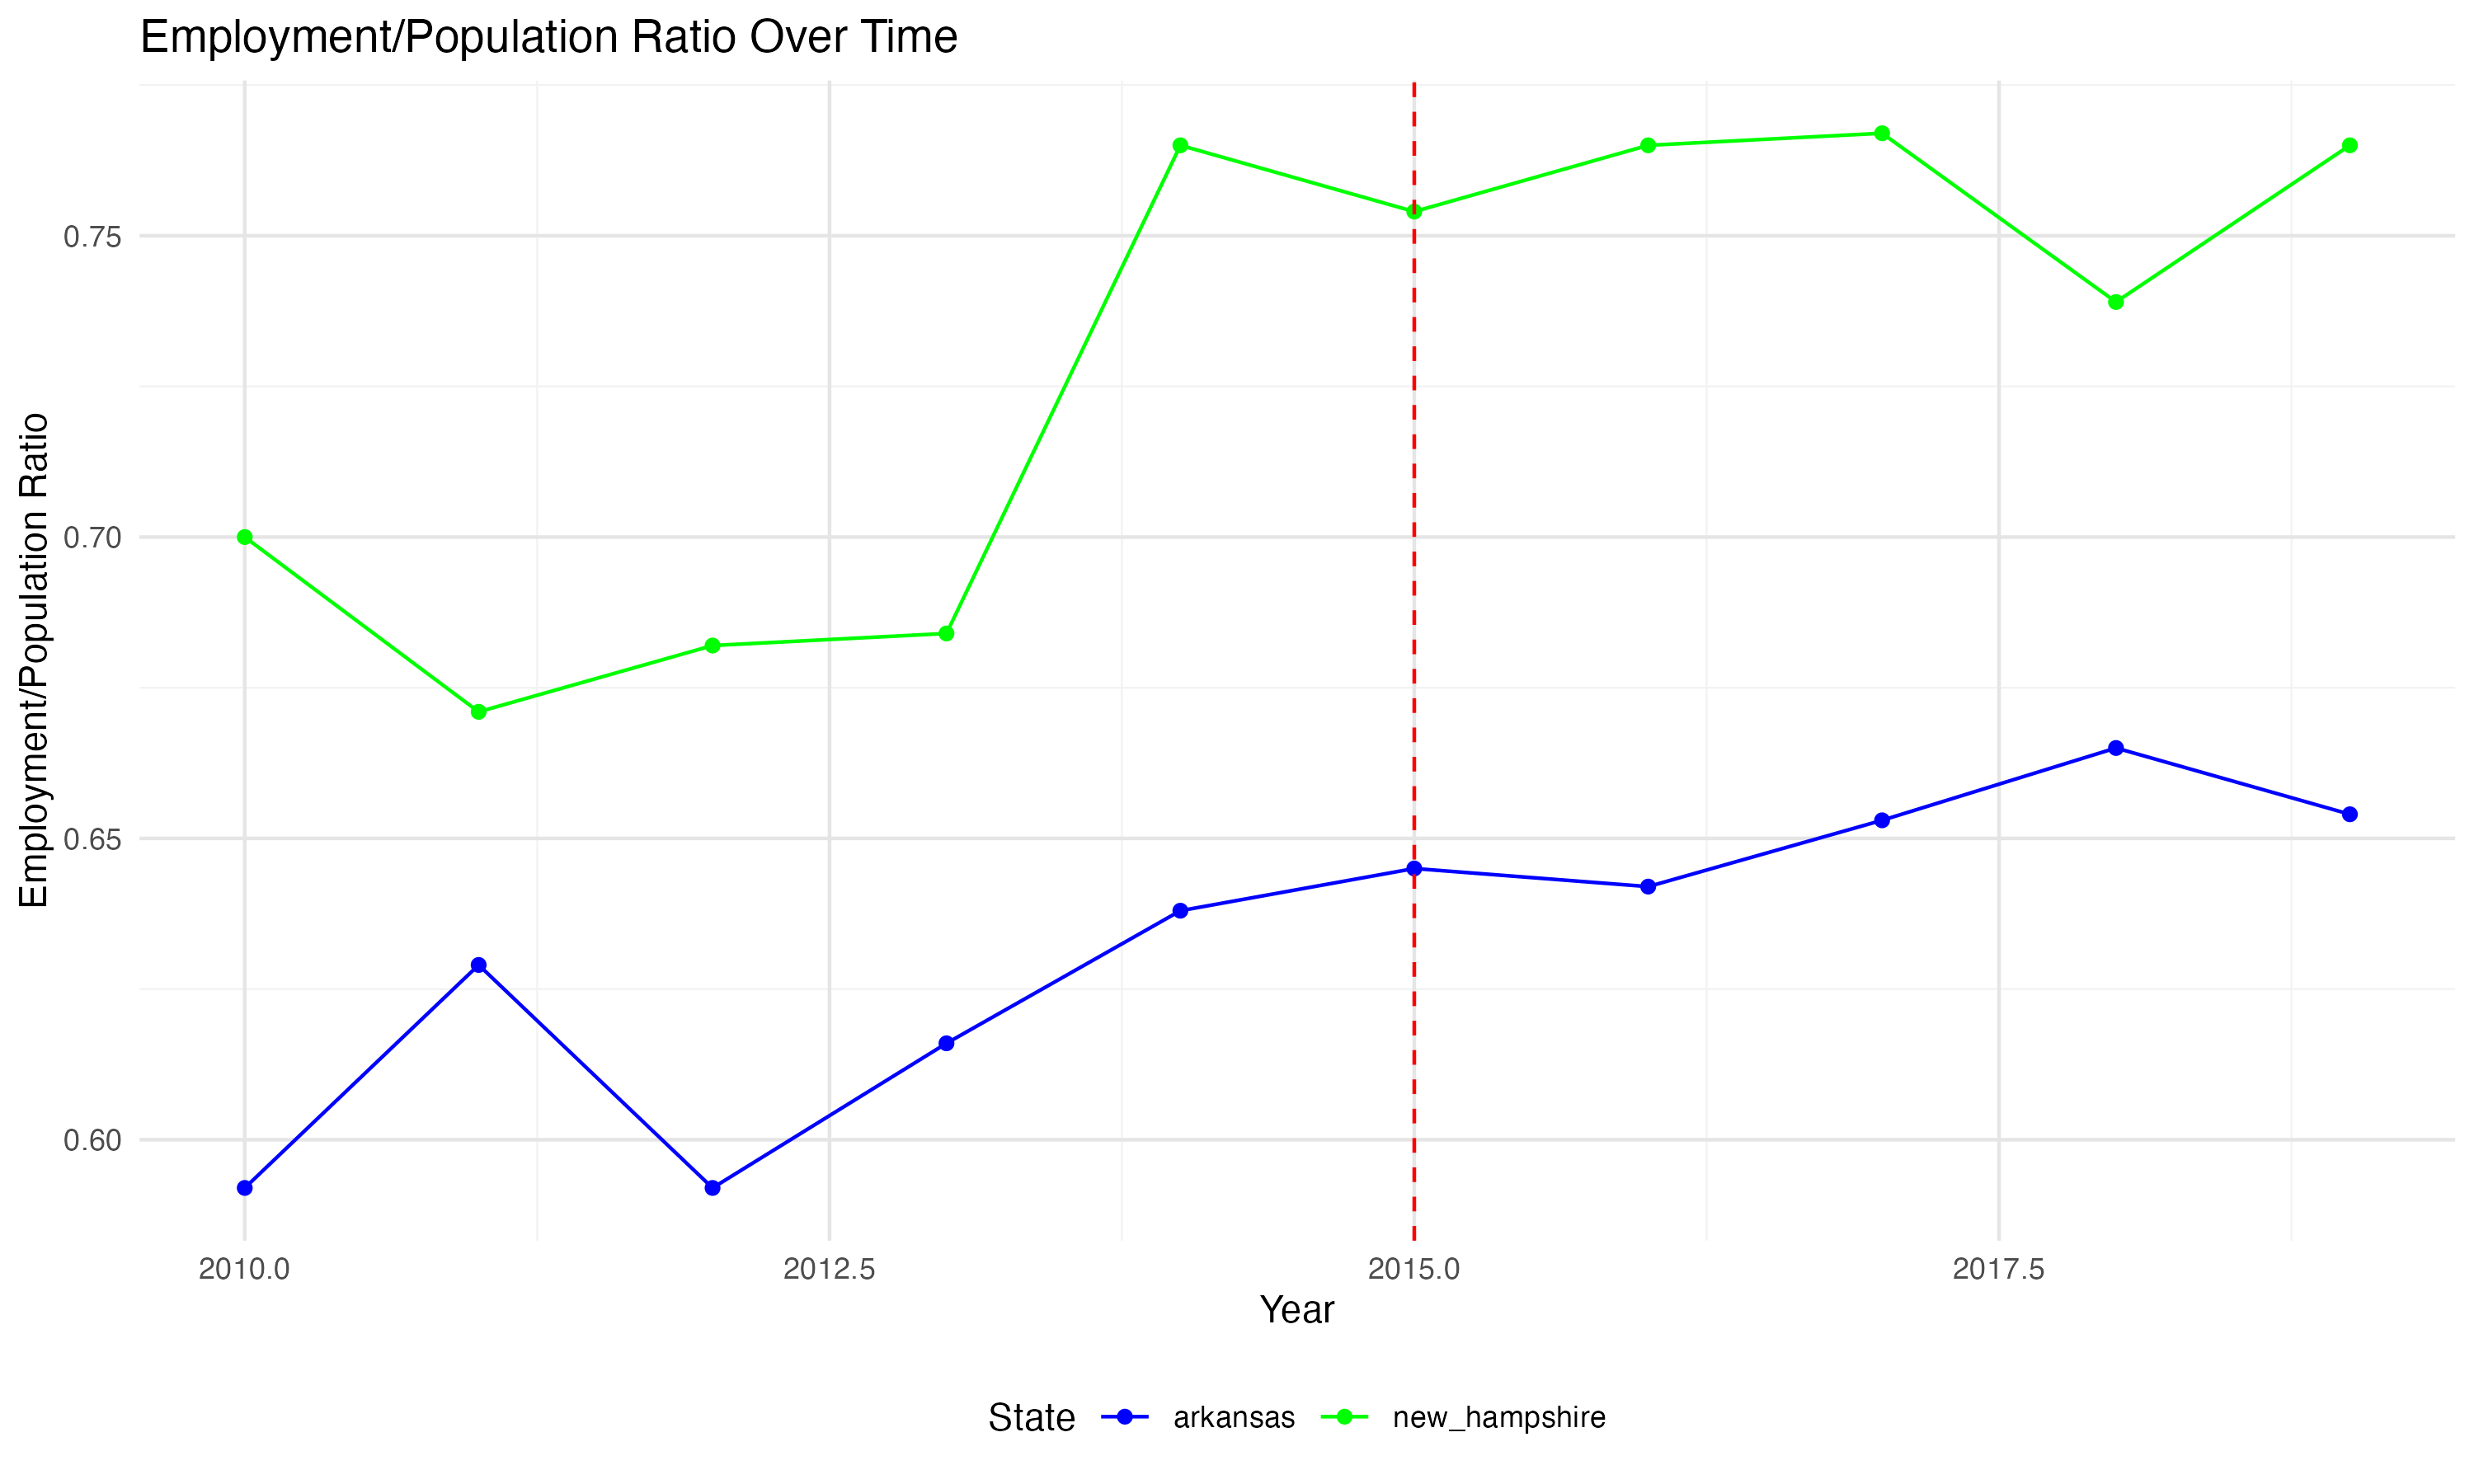 Employment/Population Ratio Over Time
Employment/Population Ratio
0.75
0.70
0.65
0.60
2010.0 2012.5 2015.0 2017.5
Year
State arkansas new_hampshire